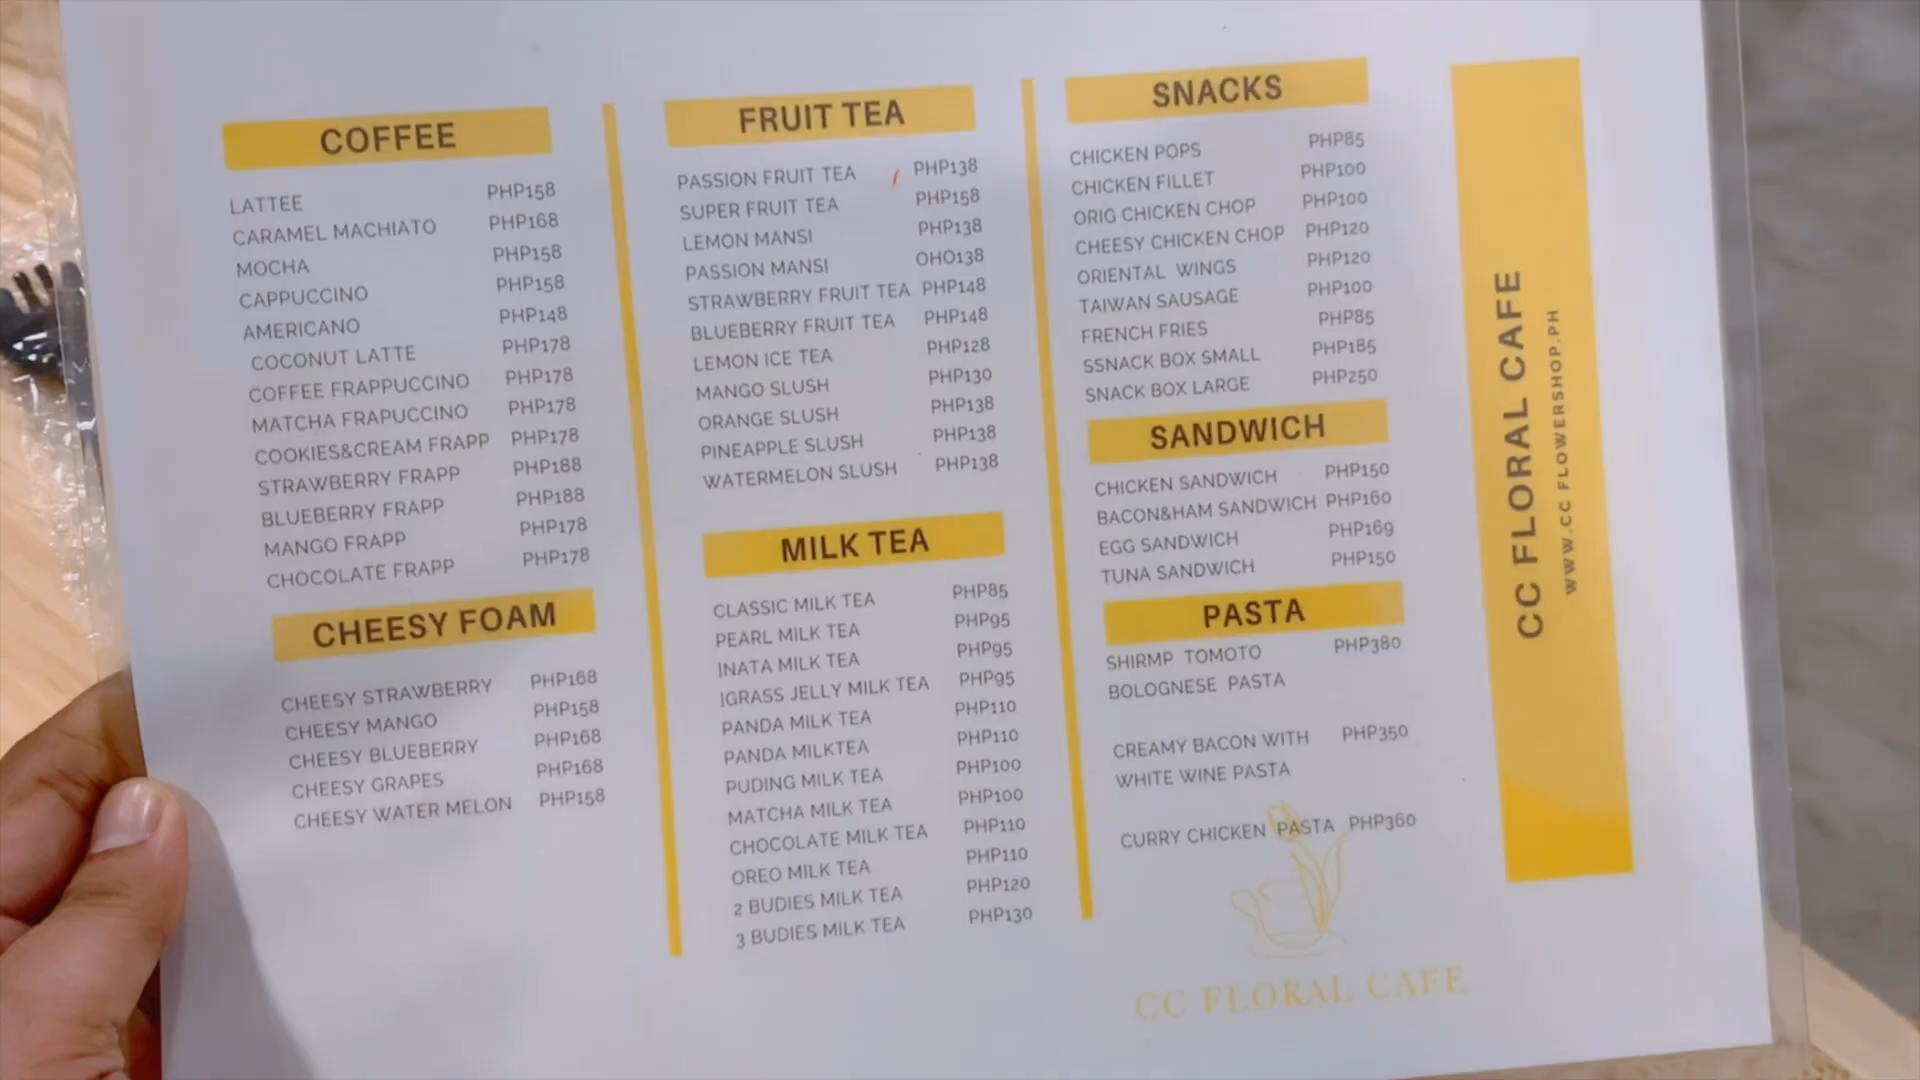 COFFEE
LATTEE PHP158
CARAMEL MACHIATO PHP168
MOCHA PHP158
CAPPUCCINO PHP158
AMERICANO PHP148
COCONUT LATTE PHP178
COFFEE FRAPPUCCINO PHP178
MATCHA FRAPUCCINO PHP178
COOKIES&CREAM FRAPP PHP178
STRAWBERRY FRAPP PHP188
BLUEBERRY FRAPP PHP188
MANGO FRAPP PHP178
CHOCOLATE FRAPP PHP178
CHEESY FOAM
CHEESY STRAWBERRY PHP168
CHEESY MANGO PHP158
CHEESY BLUEBERRY PHP168
CHEESY GRAPES PHP168
CHEESY WATER MELON PHP158
FRUIT TEA
PASSION FRUIT TEA PHP138
SUPER FRUIT TEA PHP158
LEMON MANSI PHP138
PASSION MANSI OHO138
STRAWBERRY FRUIT TEA PHP148
BLUEBERRY FRUIT TEA PHP148
LEMON ICE TEA PHP128
MANGO SLUSH PHP130
ORANGE SLUSH PHP138
PINEAPPLE SLUSH PHP138
WATERMELON SLUSH PHP138
MILK TEA
CLASSIC MILK TEA PHP85
PEARL MILK TEA PHP95
INATA MILK TEA PHP95
JGRASS JELLY MILK TEA PHP95
PANDA MILK TEA PHP110
PANDA MILKTEA PHP110
PUDING MILK TEA PHP100
MATCHA MILK TEA PHP100
CHOCOLATE MILK TEA PHP110
OREO MILK TEA PHP110
2 BUDIES MILK TEA PHP120
3 BUDIES MILK TEA PHP130
SNACKS
CHICKEN POPS PHP85
CHICKEN FILLET PHP100
ORIG CHICKEN CHOP PHP100
CHEESY CHICKEN CHOP PHP120
ORIENTAL WINGS PHP120
TAIWAN SAUSAGE PHP100
FRENCH FRIES PHP85
SSNACK BOX SMALL PHP185
SNACK BOX LARGE PHP250
SANDWICH
CHICKEN SANDWICH PHP150
BACON&HAM SANDWICH PHP160
EGG SANDWICH PHP169
TUNA SANDWICH PHP150
PASTA
SHIRMP TOMOTO PHP380
BOLOGNESE PASTA
CREAMY BACON WITH PHP350
WHITE WINE PASTA
CURRY CHICKEN PASTA PHP360
CC FLORAL CAFE
CC FLORAL CAFE
WWW.CC FLOWERSHOP.PH